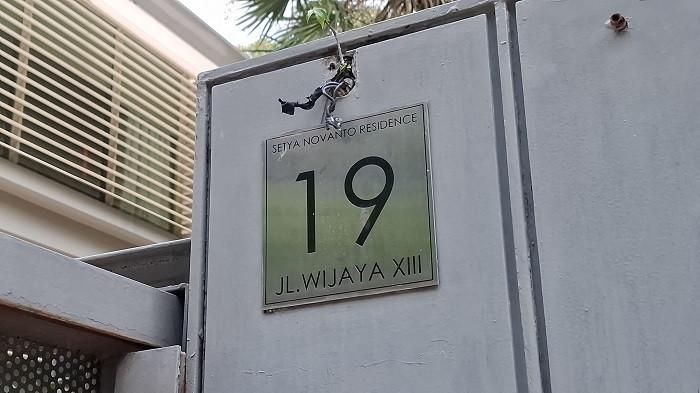 SETYA NOVANTO RESIDENCE
19
JL.WIJAYA XIII